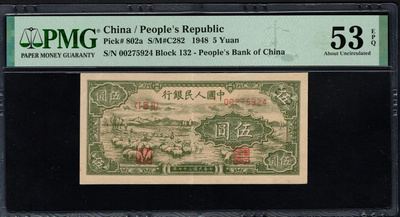 PMG
PAPER MONEY GUARANTY
China / People's Republic
Pick# 802a S/M#C282 1948 5 Yuan
S/N 00275924 Block 132 - People's Bank of China
53 EPQ
About Uncirculated
行銀民人國中
00275924
圓伍
伍